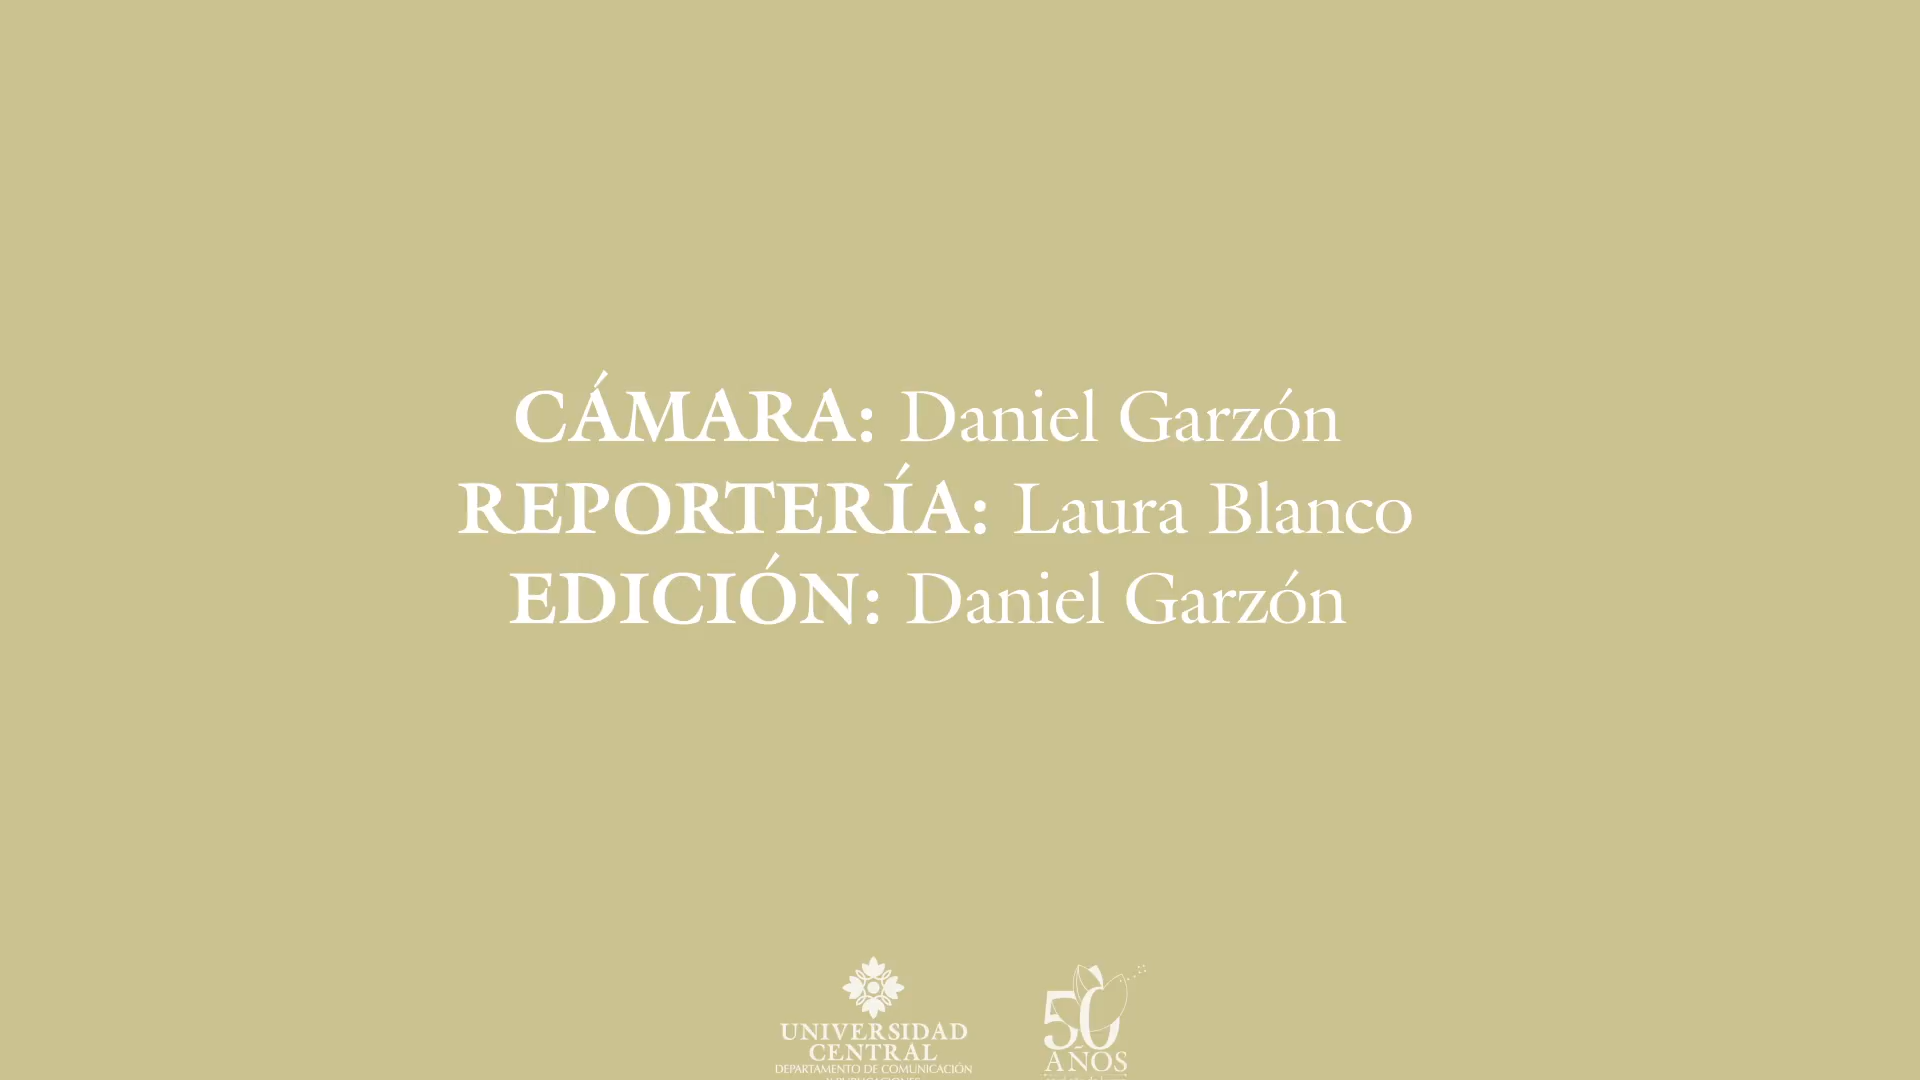 CÁMARA: Daniel Garzón
REPORTERÍA: Laura Blanco
EDICIÓN: Daniel Garzón
UNIVERSIDAD
CENTRAL
DEPARTAMENTO DE COMUNICACIÓN
50
AÑOS